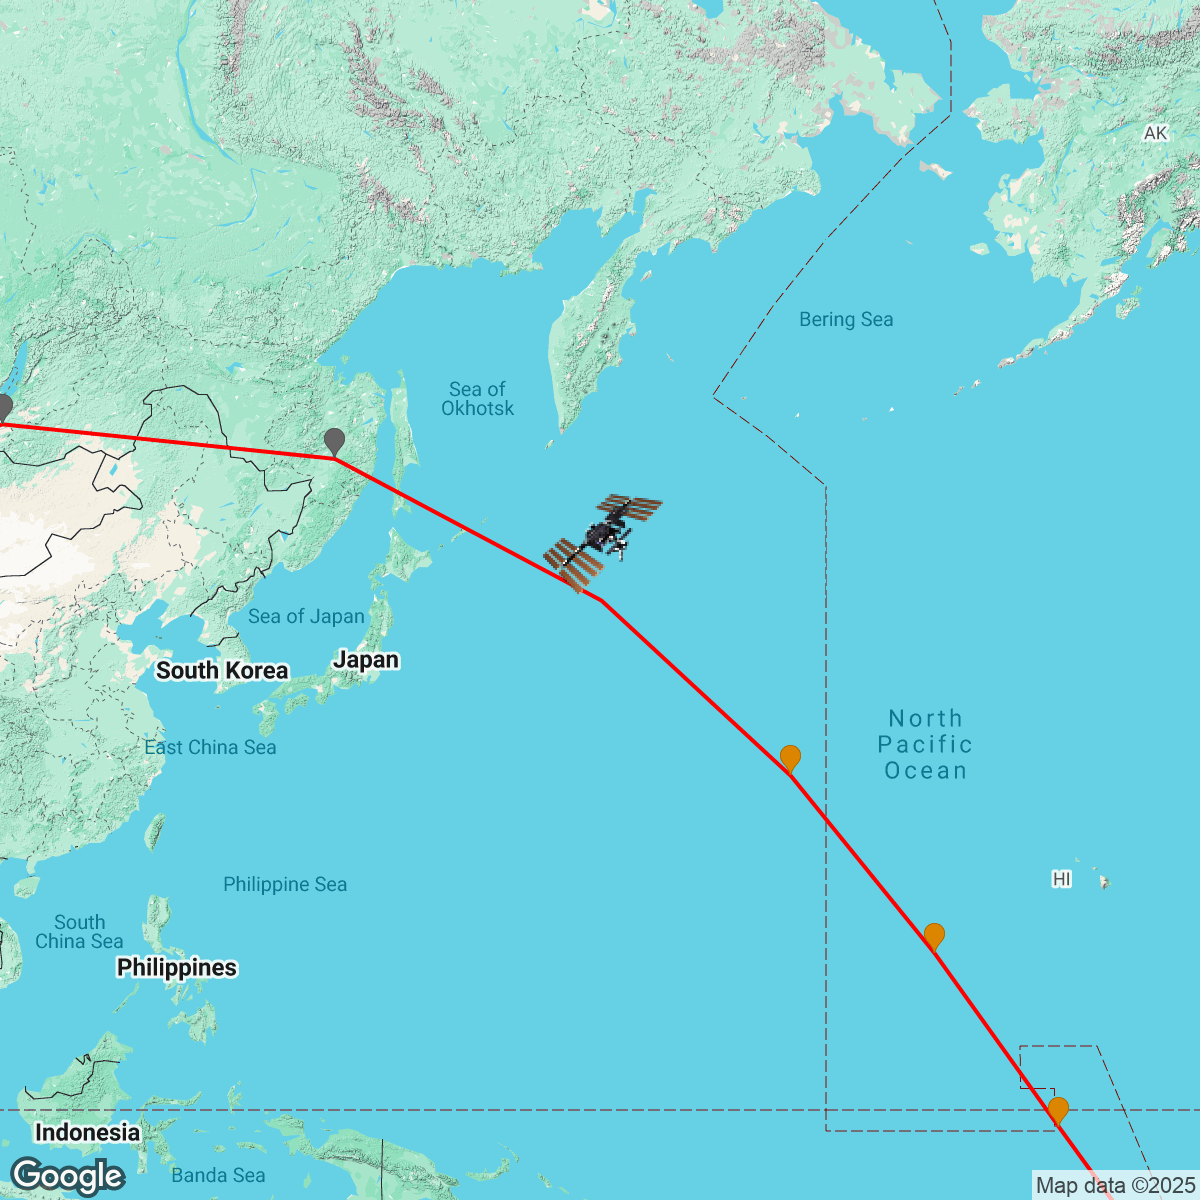 AK
Bering Sea
Sea of
Okhotsk
Sea of Japan
South Korea
Japan
North
Pacific
Ocean
East China Sea
HI
Philippine Sea
South
China Sea
Philippines
Indonesia
Banda Sea
Google
Map data ©2025